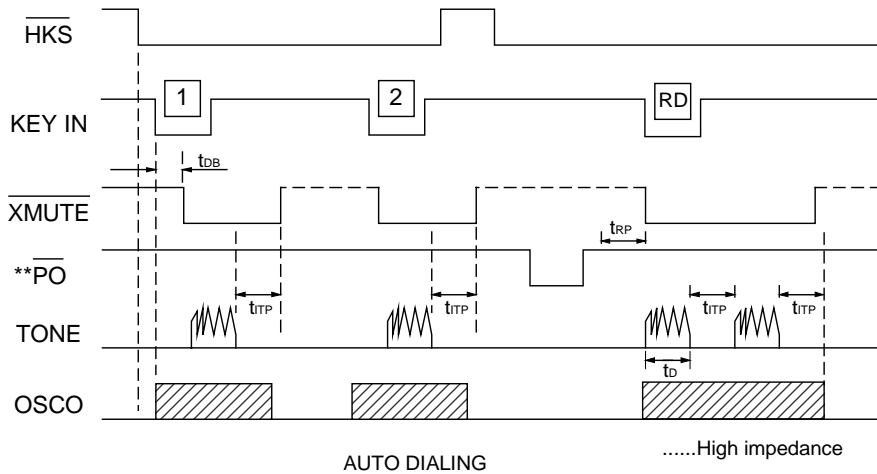 HKS
1 2 RD
KEY IN
tDB
XMUTE
tRP
**PO
tITP tITP tITP tITP
TONE
tD
OSCO
......High impedance
AUTO DIALING